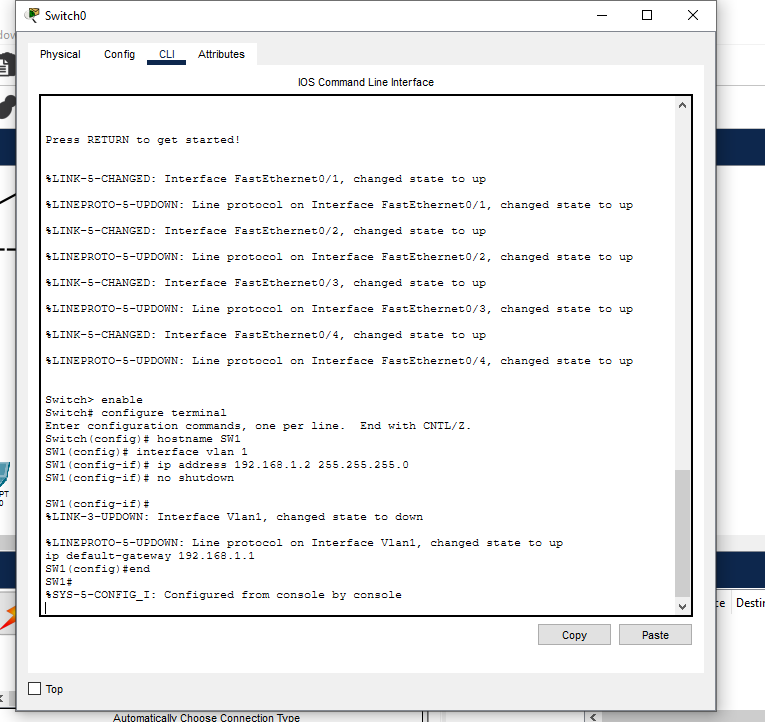 Switch0
Physical Config CLI Attributes
IOS Command Line Interface
Press RETURN to get started!
%LINK-5-CHANGED: Interface FastEthernet0/1, changed state to up
%LINEPROTO-5-UPDOWN: Line protocol on Interface FastEthernet0/1, changed state to up
%LINK-5-CHANGED: Interface FastEthernet0/2, changed state to up
%LINEPROTO-5-UPDOWN: Line protocol on Interface FastEthernet0/2, changed state to up
%LINK-5-CHANGED: Interface FastEthernet0/3, changed state to up
%LINEPROTO-5-UPDOWN: Line protocol on Interface FastEthernet0/3, changed state to up
%LINK-5-CHANGED: Interface FastEthernet0/4, changed state to up
%LINEPROTO-5-UPDOWN: Line protocol on Interface FastEthernet0/4, changed state to up
Switch> enable
Switch# configure terminal
Enter configuration commands, one per line.  End with CNTL/Z.
Switch(config)# hostname SW1
SW1(config)# interface vlan 1
SW1(config-if)# ip address 192.168.1.2 255.255.255.0
SW1(config-if)# no shutdown
SW1(config-if)#
%LINK-3-UPDOWN: Interface Vlan1, changed state to down
%LINEPROTO-5-UPDOWN: Line protocol on Interface Vlan1, changed state to up
ip default-gateway 192.168.1.1
SW1(config)#end
SW1#
%SYS-5-CONFIG_I: Configured from console by console
Copy Paste
Top
PT
0
Automatically Choose Connection Type